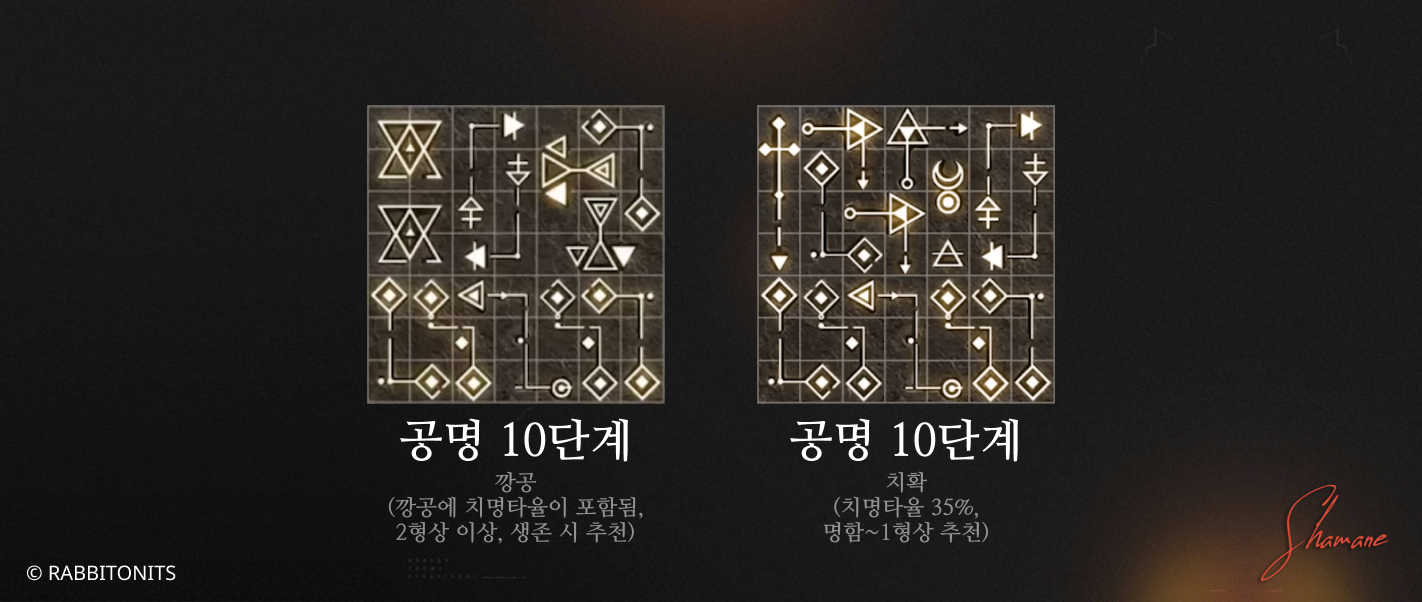 공명 10단계
깡공
(깡공에 치명타율이 포함됨,
2형상 이상, 생존 시 추천)
공명 10단계
치확
(치명타율 35%,
명함~1형상 추천)
© RABBITONITS
Shamane